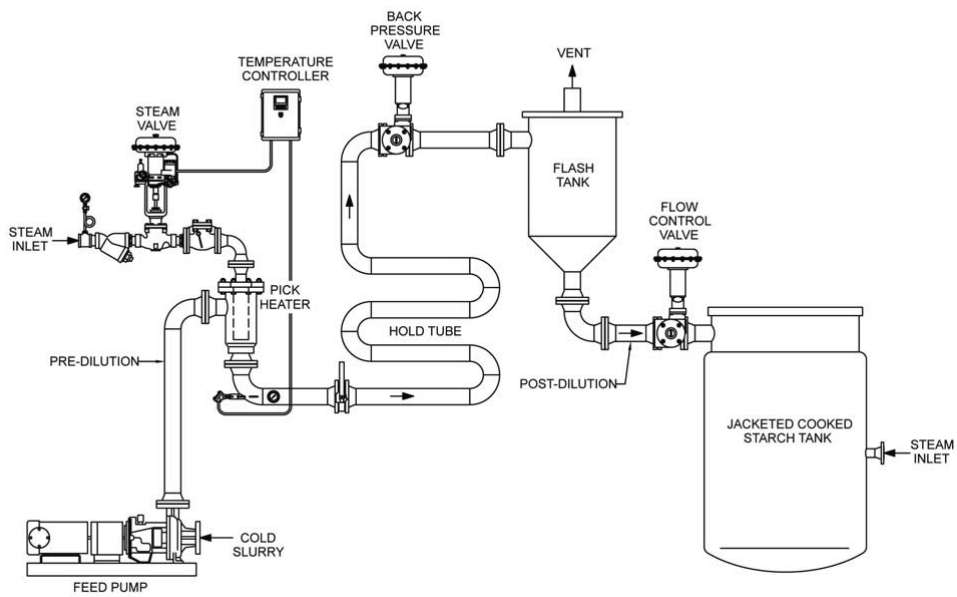 BACK
PRESSURE
VALVE
VENT
TEMPERATURE
CONTROLLER
STEAM
VALVE
FLASH
TANK
FLOW
CONTROL
VALVE
STEAM
INLET
PICK
HEATER
HOLD TUBE
PRE-DILUTION
POST-DILUTION
JACKETED COOKED
STARCH TANK
STEAM
INLET
COLD
SLURRY
FEED PUMP